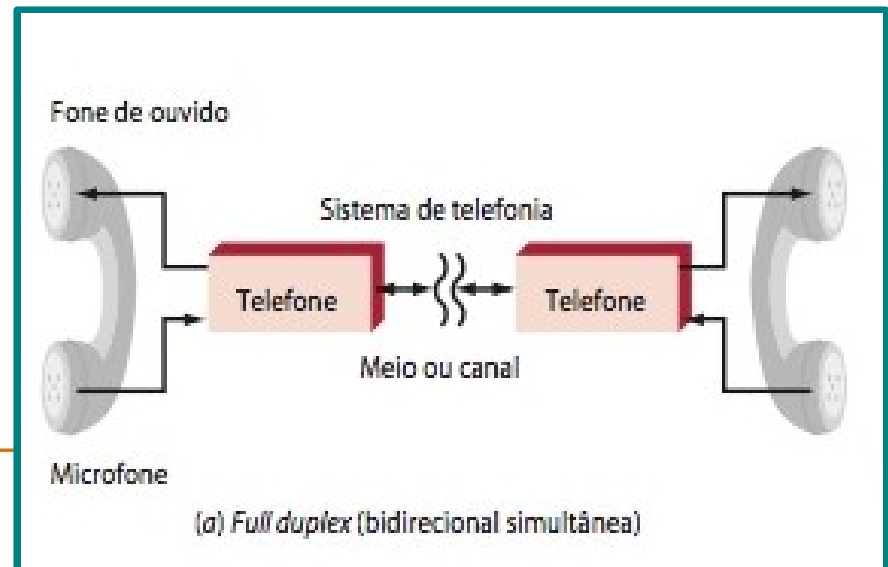 Fone de ouvido
Sistema de telefonia
Telefone
Telefone
Meio ou canal
Microfone
(a) Full duplex (bidirecional simultânea)